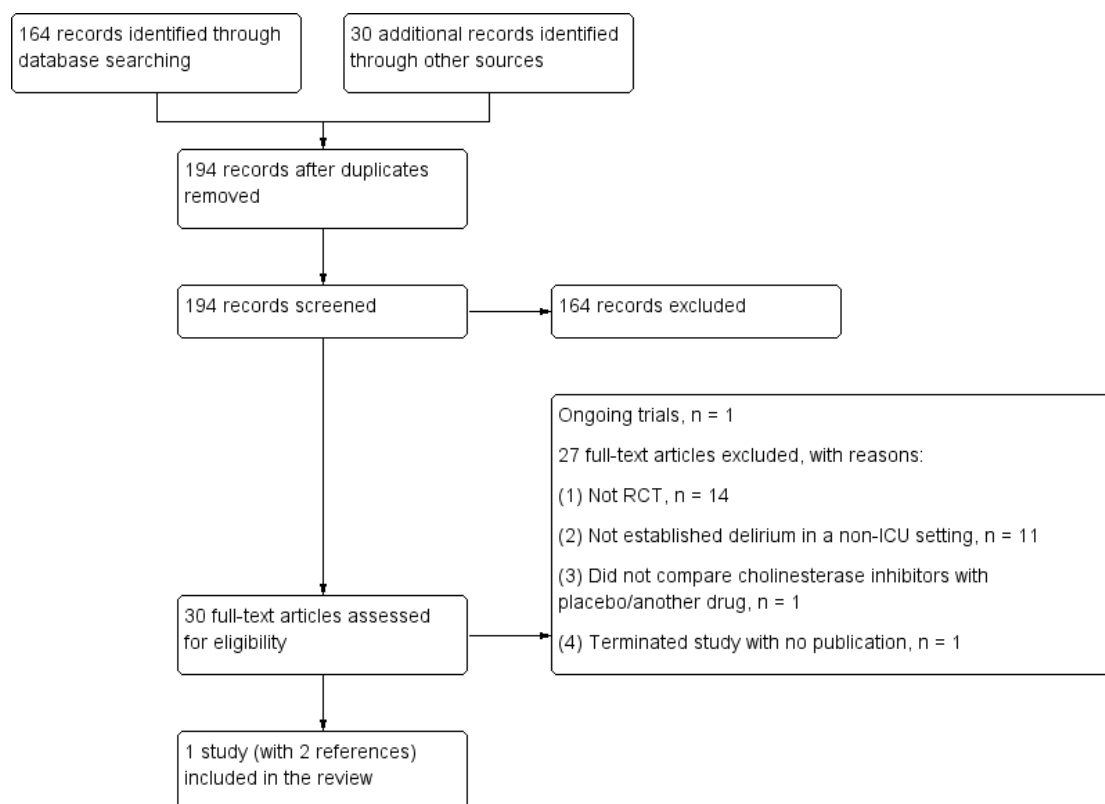 164 records identified through
database searching
30 additional records identified
through other sources
194 records after duplicates
removed
194 records screened
164 records excluded
Ongoing trials, n = 1
27 full-text articles excluded, with reasons:
(1) Not RCT, n = 14
(2) Not established delirium in a non-ICU setting, n = 11
(3) Did not compare cholinesterase inhibitors with
placebo/another drug, n = 1
(4) Terminated study with no publication, n = 1
30 full-text articles assessed
for eligibility
1 study (with 2 references)
included in the review